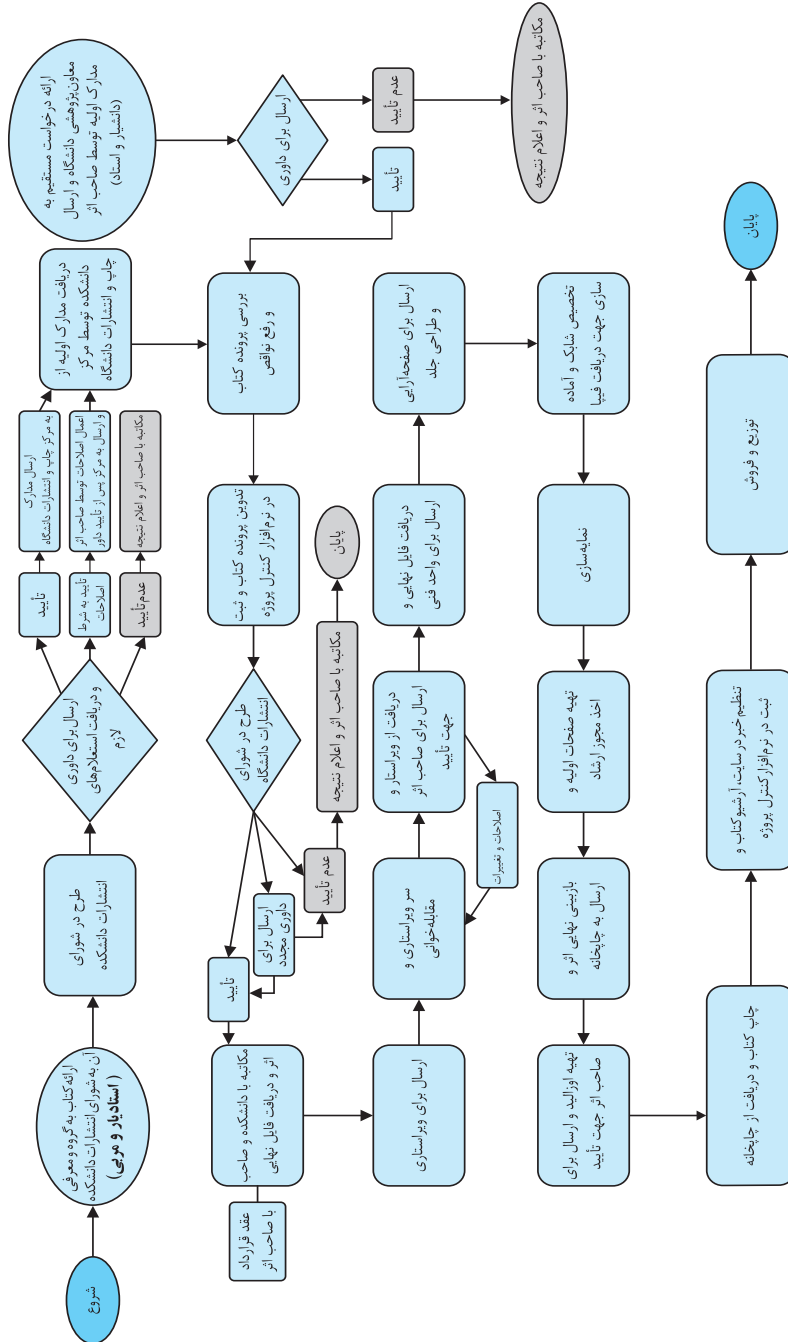 شروع
ارائه کتاب به گروه و معرفی
آن به شورای انتشارات دانشکده
(استادیار و مربی)
طرح در شورای
انتشارات دانشکده
ارسال برای داوری
و دریافت استعلام‌های
لازم
تأیید
تأیید به شرط
اصلاحات
عدم تأیید
ارسال مدارک
به مرکز چاپ و انتشارات دانشگاه
اعمال اصلاحات توسط صاحب اثر
و ارسال به مرکز پس از تایید داور
مکاتبه با صاحب اثر و اعلام نتیجه
دریافت مدارک اولیه از
دانشکده توسط مرکز
چاپ و انتشارات دانشگاه
ارائه درخواست مستقیم به
معاون‌پژوهشی دانشگاه و ارسال
مدارک اولیه توسط صاحب اثر
(دانشیار و استاد)
ارسال برای داوری
تأیید
عدم تأیید
مکاتبه با صاحب اثر و اعلام نتیجه
بررسی پرونده کتاب
و رفع نواقص
تدوین پرونده کتاب و ثبت
در نرم‌افزار کنترل پروژه
طرح در شورای
انتشارات دانشگاه
تأیید
ارسال برای
داوری مجدد
عدم تأیید
مکاتبه با صاحب اثر و اعلام نتیجه
پایان
مکاتبه با دانشکده و صاحب
اثر و دریافت فایل نهایی
عقد قرارداد
با صاحب اثر
ارسال برای ویراستاری
سر ویراستاری و
مقابله‌خوانی
دریافت از ویراستار و
ارسال برای صاحب اثر
جهت تأیید
اصلاحات و تغییرات
دریافت فایل نهایی و
ارسال برای واحد فنی
ارسال برای صفحه‌آرایی
و طراحی جلد
تخصیص شابک و آماده
سازی جهت دریافت فیپا
نمایه‌سازی
تهیه صفحات اولیه و
اخذ مجوز ارشاد
بازبینی نهایی اثر و
ارسال به چاپخانه
تهیه اوزالید و ارسال برای
صاحب اثر جهت تأیید
چاپ کتاب و دریافت از چاپخانه
تنظیم خبر در سایت، آرشیو کتاب و
ثبت در نرم‌افزار کنترل پروژه
توزیع و فروش
پایان